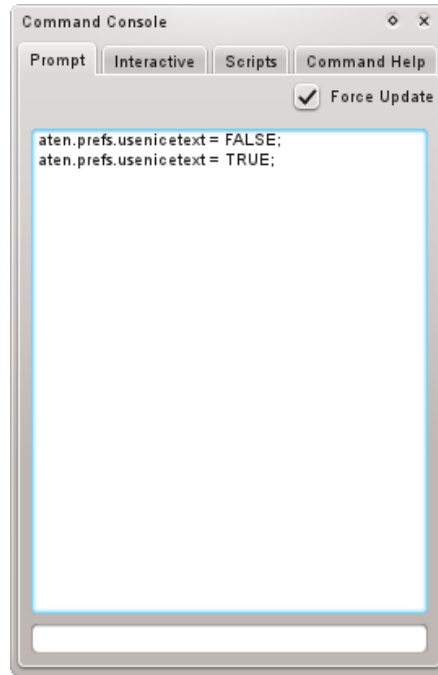 Command Console
Prompt Interactive Scripts Command Help
Force Update
aten.prefs.usenicetext = FALSE;
aten.prefs.usenicetext = TRUE;